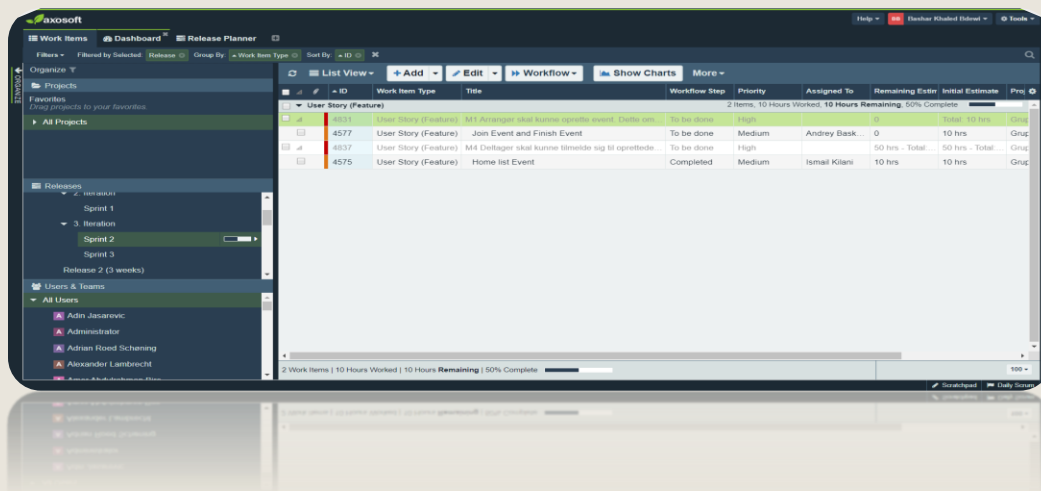 axosoft
Help
BB Bashar Khaled Bdewi
Tools
Work Items Dashboard Release Planner
Filters Filtered by Selected: Release Group By: Work Item Type Sort By: ID
ORGANIZE
Organize
Projects
Favorites
Drag projects to your favorites.
All Projects
Releases
2. Iteration
Sprint 1
3. Iteration
Sprint 2
Sprint 3
Release 2 (3 weeks)
Users & Teams
All Users
A Adin Jasarevic
A Administrator
A Adrian Roed Schøning
A Alexander Lambrecht
List View + Add Edit Workflow Show Charts More
ID Work Item Type Title Workflow Step Priority Assigned To Remaining Estin Initial Estimate Proj
User Story (Feature) 2 Items, 10 Hours Worked, 10 Hours Remaining, 50% Complete
4831 User Story (Feature) M1 Arrangør skal kunne oprette event. Dette om... To be done High 0 Total: 10 hrs Grup
4577 User Story (Feature) Join Event and Finish Event To be done Medium Andrey Bask... 0 10 hrs Grup
4837 User Story (Feature) M4 Deltager skal kunne tilmelde sig til oprettede... To be done High 50 hrs - Total: 50 hrs - Total: Grup
4575 User Story (Feature) Home list Event Completed Medium Ismail Kilani 10 hrs 10 hrs Grup
2 Work Items | 10 Hours Worked | 10 Hours Remaining | 50% Complete
100
Scratchpad Daily Scrum